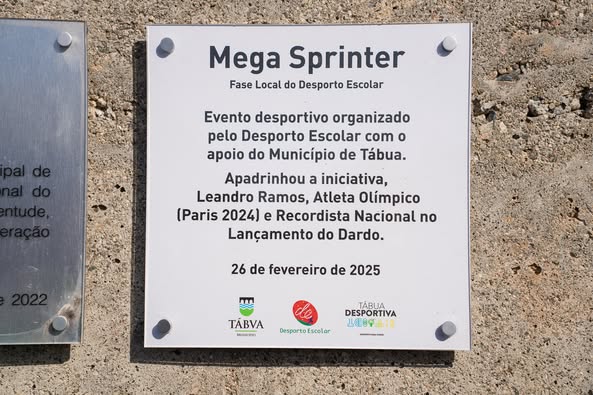 ipal de
nal do
entude,
eração
e 2022
Mega Sprinter
Fase Local do Desporto Escolar
Evento desportivo organizado
pelo Desporto Escolar com o
apoio do Município de Tábua.
Apadrinhou a iniciativa,
Leandro Ramos, Atleta Olímpico
(Paris 2024) e Recordista Nacional no
Lançamento do Dardo.
26 de fevereiro de 2025
TÁBVA
de
Desporto Escolar
TÁBUA
DESPORTIVA